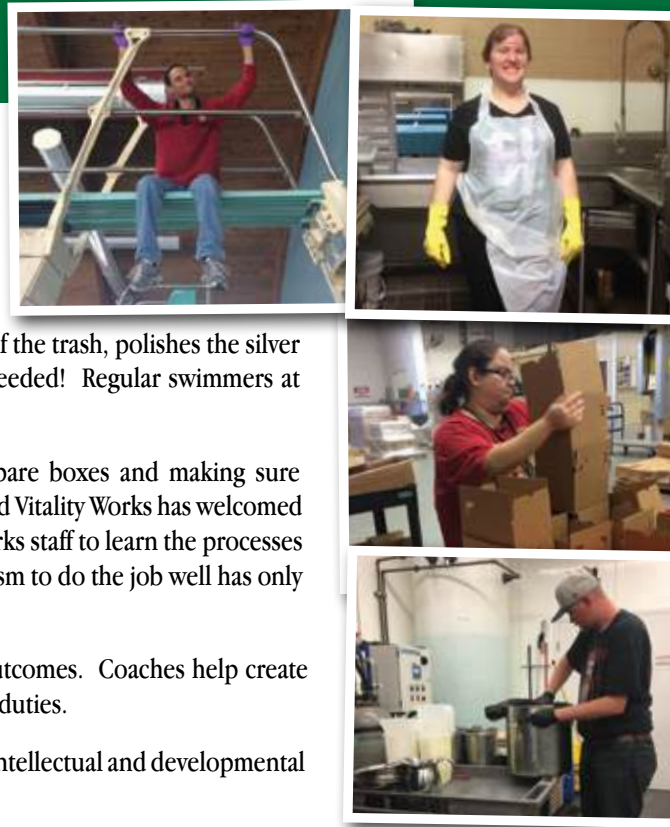 f the trash, polishes the silver
eeded! Regular swimmers at
pare boxes and making sure
d Vitality Works has welcomed
rks staff to learn the processes
sm to do the job well has only
utcomes. Coaches help create
duties.
ntellectual and developmental